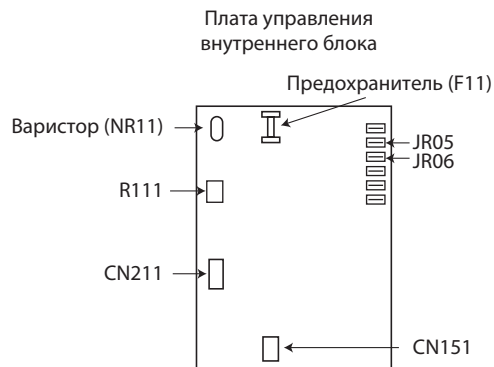 Плата управления
внутреннего блока
Предохранитель (F11)
Варистор (NR11)
JR05
JR06
R111
CN211
CN151